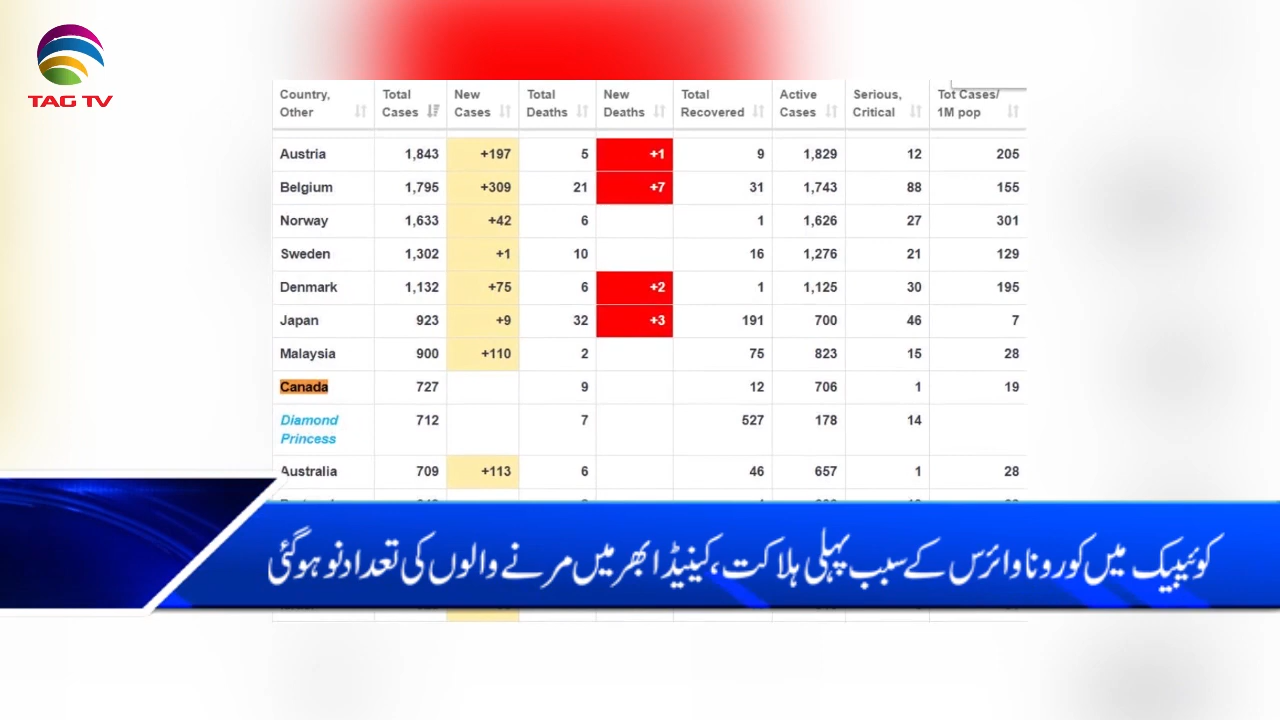 TAG TV
Country, Other Total Cases New Cases Total Deaths New Deaths Total Recovered Active Cases Serious, Critical Tot Cases/ 1M pop
Austria 1,843 +197 5 +1 9 1,829 12 205
Belgium 1,795 +309 21 +7 31 1,743 88 155
Norway 1,633 +42 6 1 1,626 27 301
Sweden 1,302 +1 10 16 1,276 21 129
Denmark 1,132 +75 6 +2 1 1,125 30 195
Japan 923 +9 32 +3 191 700 46 7
Malaysia 900 +110 2 75 823 15 28
Canada 727 9 12 706 1 19
Diamond Princess 712 7 527 178 14
Australia 709 +113 6 46 657 1 28
کوئیبیک میں کورونا وائرس کے سبب پہلی ہلاکت، کینیڈا بھر میں مرنے والوں کی تعداد نو ہوگئی